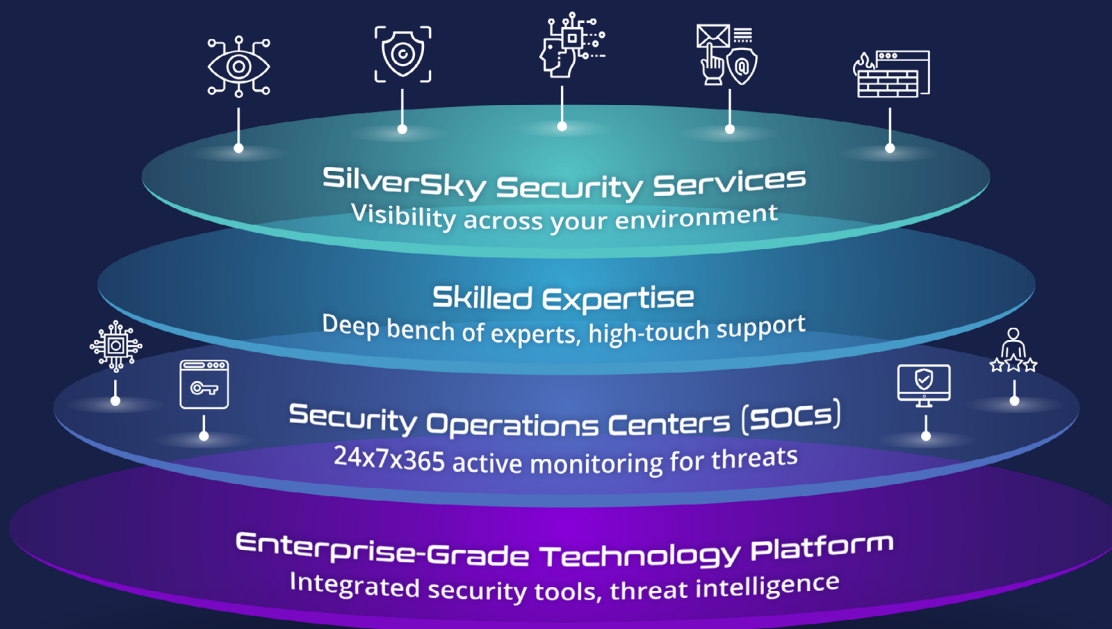 SilverSky Security Services
Visibility across your environment
Skilled Expertise
Deep bench of experts, high-touch support
Security Operations Centers (SOCs)
24x7x365 active monitoring for threats
Enterprise-Grade Technology Platform
Integrated security tools, threat intelligence